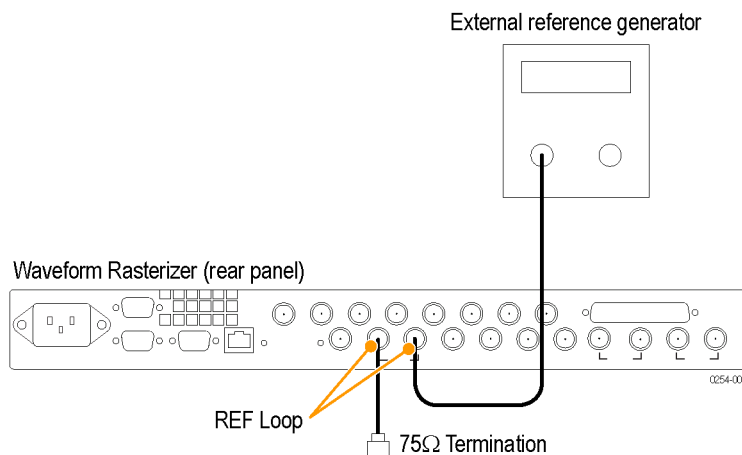 External reference generator
Waveform Rasterizer (rear panel)
0254-00
REF Loop
75Ω Termination